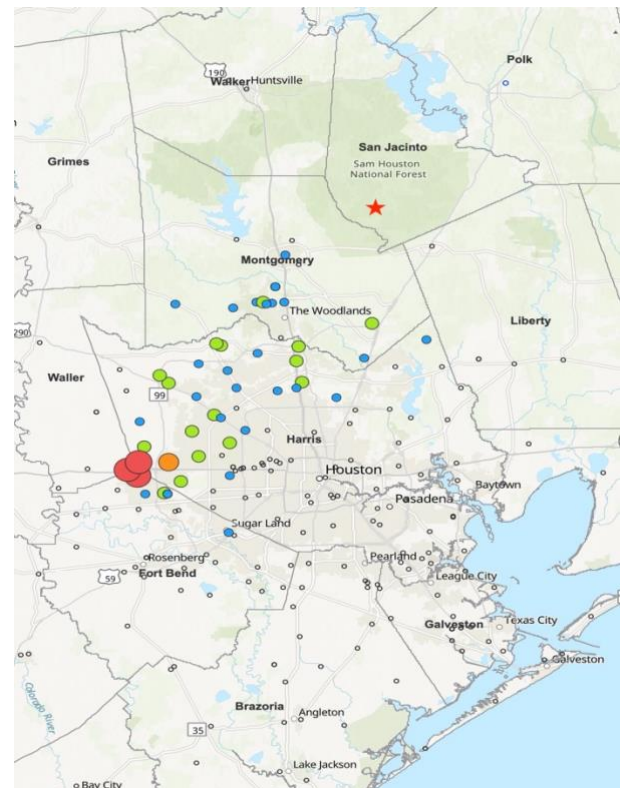 Polk
190
Walker
Huntsville
San Jacinto
Sam Houston
National Forest
Grimes
Montgomery
The Woodlands
Liberty
290
Waller
99
Harris
Houston
Baytown
Pasadena
Sugar Land
Pearland
Rosenberg
59
Fort Bend
League City
Galveston
Texas City
Galveston
Colorado River
Brazoria
Angleton
35
Lake Jackson
Bay City